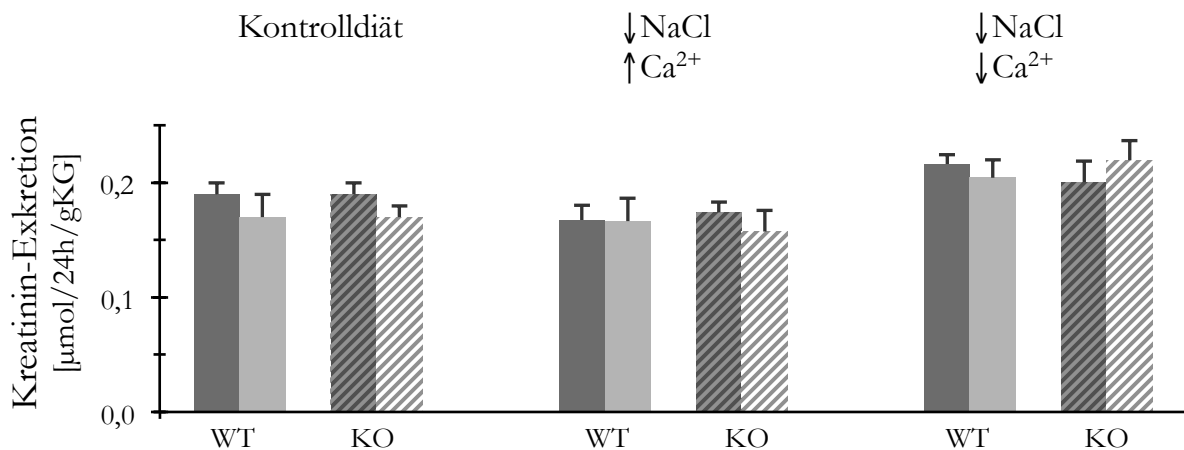 Kontrolldiät
↓NaCl
↑Ca²⁺
↓NaCl
↓Ca²⁺
Kreatinin-Exkretion
[µmol/24h/gKG]
0,2
0,1
0,0
WT
KO
WT
KO
WT
KO